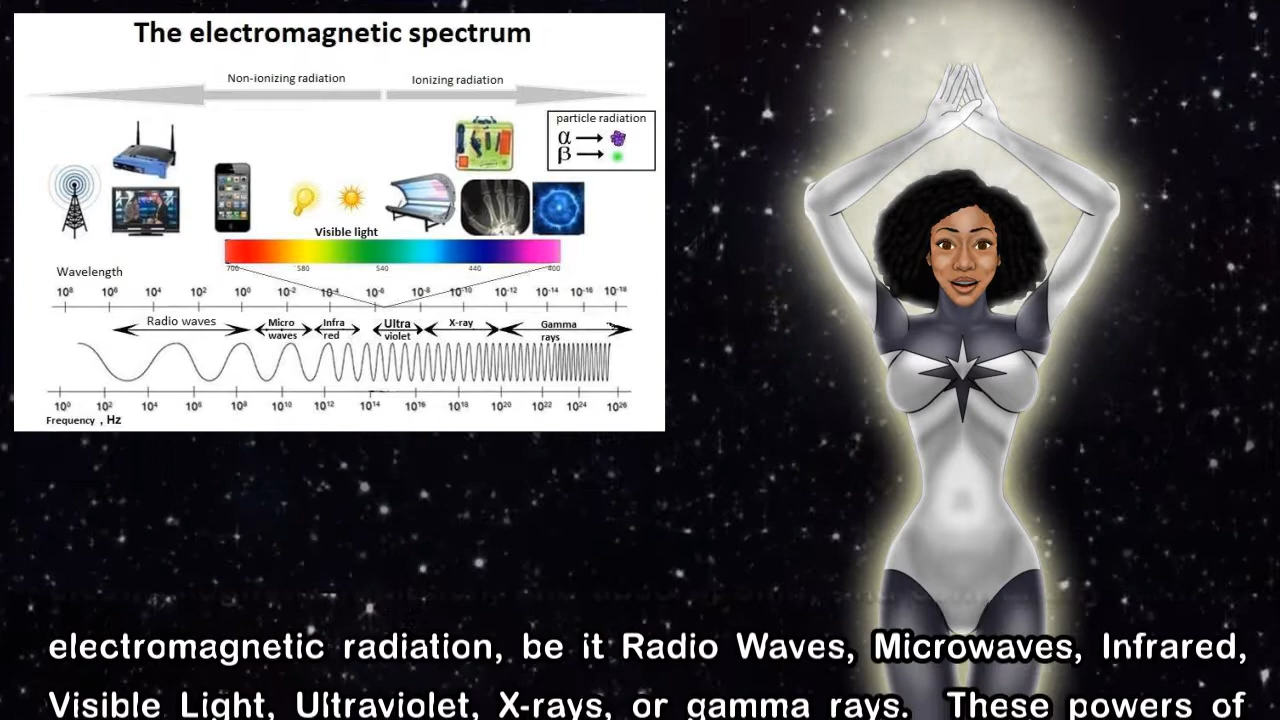 The electromagnetic spectrum
Non-ionizing radiation Ionizing radiation
particle radiation
α
β
Visible light
700 580 540 440 400
Wavelength
10⁸ 10⁶ 10⁴ 10² 10⁰ 10⁻² 10⁻⁴ 10⁻⁶ 10⁻⁸ 10⁻¹⁰ 10⁻¹² 10⁻¹⁴ 10⁻¹⁶ 10⁻¹⁸
Radio waves Micro waves Infra red Ultra violet X-ray Gamma rays
10⁰ 10² 10⁴ 10⁶ 10⁸ 10¹⁰ 10¹² 10¹⁴ 10¹⁶ 10¹⁸ 10²⁰ 10²² 10²⁴ 10²⁶
Frequency , Hz
electromagnetic radiation, be it Radio Waves, Microwaves, Infrared,
Visible Light, Ultraviolet, X-rays, or gamma rays. These powers of